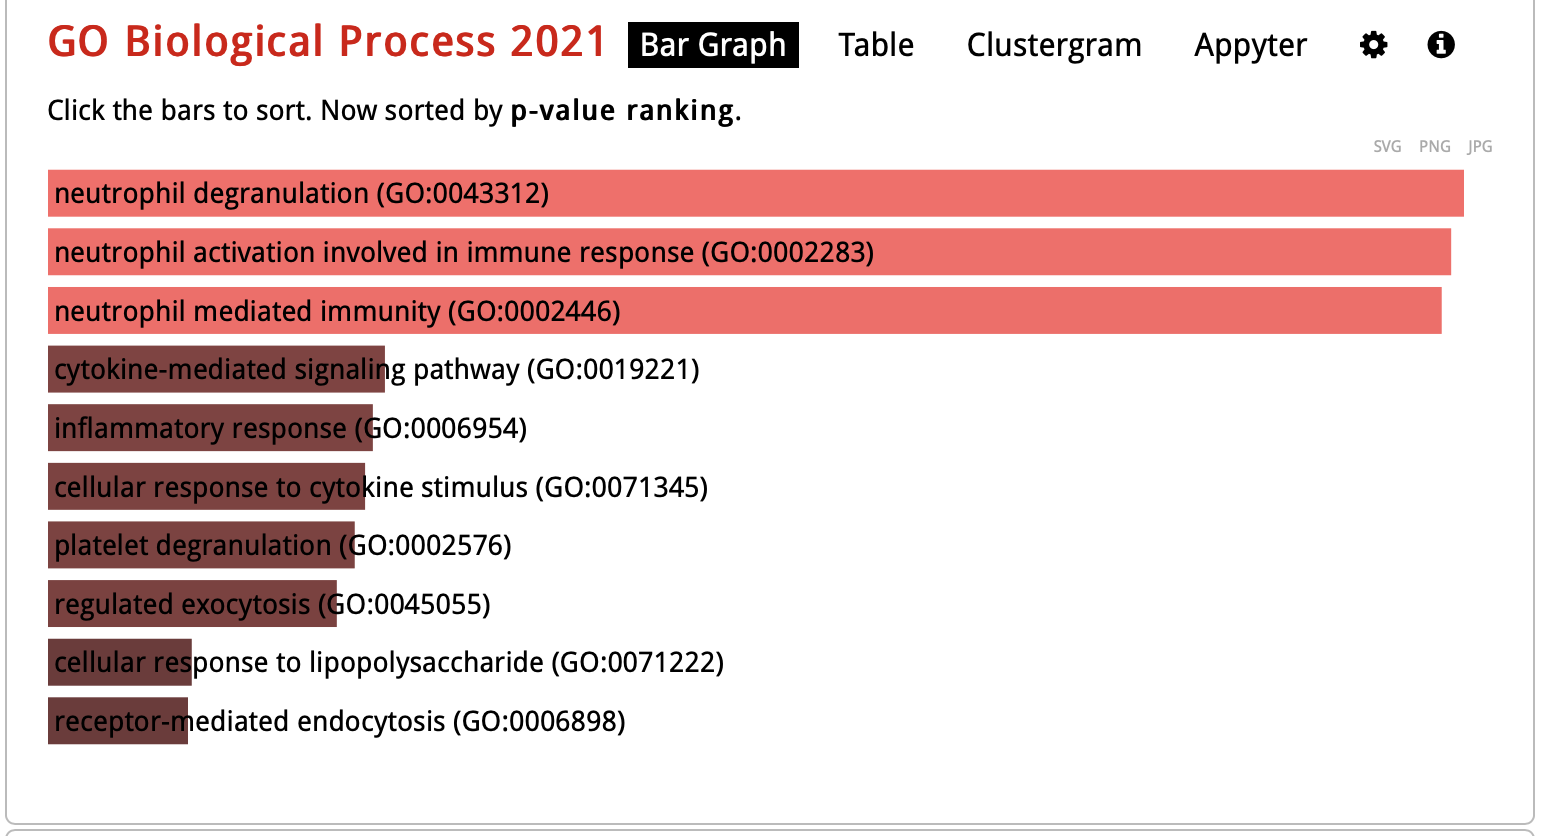 GO Biological Process 2021 Bar Graph Table Clustergram Appyter
Click the bars to sort. Now sorted by p-value ranking.
SVG PNG JPG
neutrophil degranulation (GO:0043312)
neutrophil activation involved in immune response (GO:0002283)
neutrophil mediated immunity (GO:0002446)
cytokine-mediated signaling pathway (GO:0019221)
inflammatory response (GO:0006954)
cellular response to cytokine stimulus (GO:0071345)
platelet degranulation (GO:0002576)
regulated exocytosis (GO:0045055)
cellular response to lipopolysaccharide (GO:0071222)
receptor-mediated endocytosis (GO:0006898)